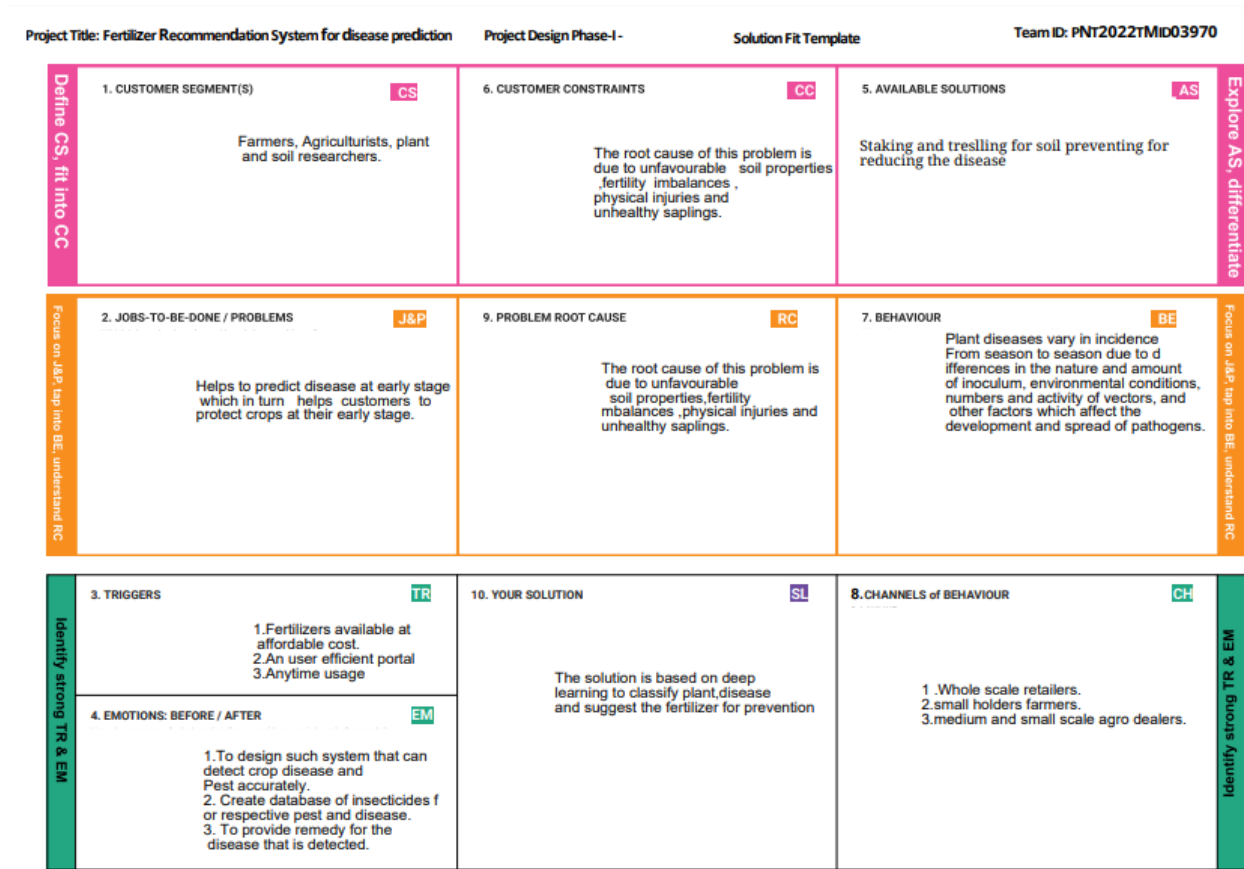 Project Title: Fertilizer Recommendation System for disease prediction
Project Design Phase-I -
Solution Fit Template
Team ID: PNT2022TMID03970
Define CS, fit into CC
1. CUSTOMER SEGMENT(S)
CS
Farmers, Agriculturists, plant
and soil researchers.
6. CUSTOMER CONSTRAINTS
CC
The root cause of this problem is
due to unfavourable soil properties
,fertility imbalances ,
physical injuries and
unhealthy saplings.
5. AVAILABLE SOLUTIONS
AS
Staking and treslling for soil preventing for
reducing the disease
Explore AS, differentiate
Focus on J&P, tap into BE, understand RC
2. JOBS-TO-BE-DONE / PROBLEMS
J&P
Helps to predict disease at early stage
which in turn helps customers to
protect crops at their early stage.
9. PROBLEM ROOT CAUSE
RC
The root cause of this problem is
due to unfavourable
soil properties,fertility
mbalances ,physical injuries and
unhealthy saplings.
7. BEHAVIOUR
BE
Plant diseases vary in incidence
From season to season due to d
ifferences in the nature and amount
of inoculum, environmental conditions,
numbers and activity of vectors, and
other factors which affect the
development and spread of pathogens.
Focus on J&P, tap into BE, understand RC
Identify strong TR & EM
3. TRIGGERS
TR
1.Fertilizers available at
affordable cost.
2.An user efficient portal
3.Anytime usage
4. EMOTIONS: BEFORE / AFTER
EM
1.To design such system that can
detect crop disease and
Pest accurately.
2. Create database of insecticides f
or respective pest and disease.
3. To provide remedy for the
disease that is detected.
10. YOUR SOLUTION
SL
The solution is based on deep
learning to classify plant,disease
and suggest the fertilizer for prevention
8.CHANNELS of BEHAVIOUR
CH
1 .Whole scale retailers.
2.small holders farmers.
3.medium and small scale agro dealers.
Identify strong TR & EM